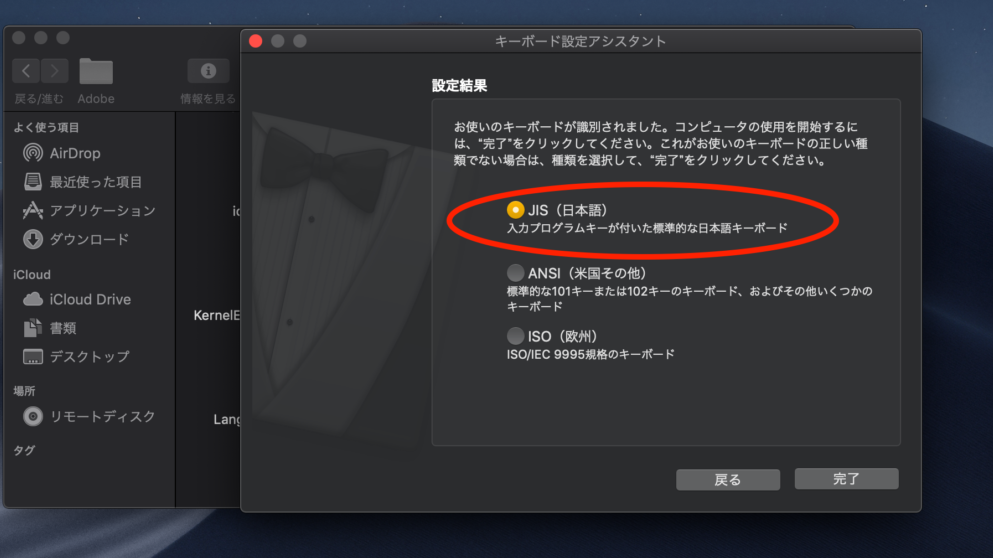 キーボード設定アシスタント
戻る/進む
Adobe
情報を見る
よく使う項目
AirDrop
最近使った項目
アプリケーション
ダウンロード
iCloud
iCloud Drive
書類
デスクトップ
場所
リモートディスク
タグ
ic
KernelE
Lang
設定結果
お使いのキーボードが識別されました。コンピュータの使用を開始するに
は、“完了”をクリックしてください。これがお使いのキーボードの正しい種
類でない場合は、種類を選択して、“完了”をクリックしてください。
JIS（日本語）
入力プログラムキーが付いた標準的な日本語キーボード
ANSI（米国その他）
標準的な101キーまたは102キーのキーボード、およびその他いくつかの
キーボード
ISO（欧州）
ISO/IEC 9995規格のキーボード
戻る
完了